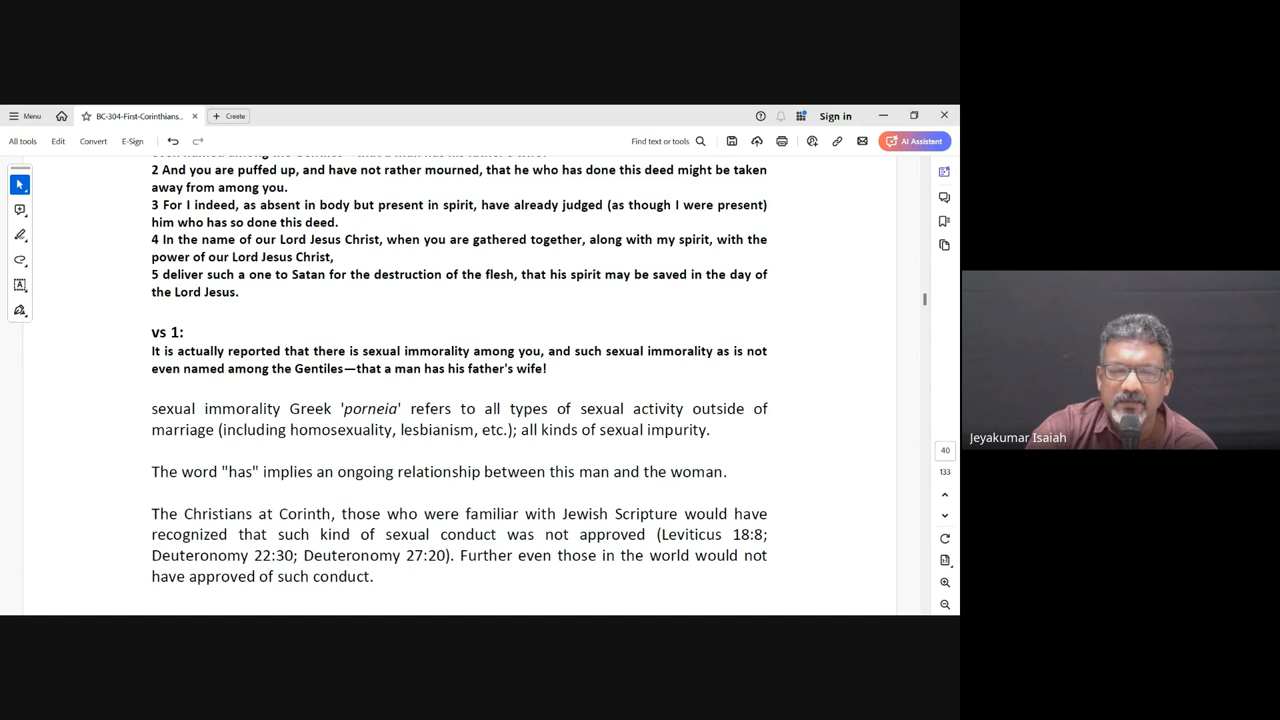 Menu
BC-304-First-Corinthians...
Create
Sign in
All tools
Edit
Convert
E-Sign
Find text or tools
AI Assistant
2 And you are puffed up, and have not rather mourned, that he who has done this deed might be taken
away from among you.
3 For I indeed, as absent in body but present in spirit, have already judged (as though I were present)
him who has so done this deed.
4 In the name of our Lord Jesus Christ, when you are gathered together, along with my spirit, with the
power of our Lord Jesus Christ,
5 deliver such a one to Satan for the destruction of the flesh, that his spirit may be saved in the day of
the Lord Jesus.
vs 1:
It is actually reported that there is sexual immorality among you, and such sexual immorality as is not
even named among the Gentiles—that a man has his father's wife!
sexual immorality Greek 'porneia' refers to all types of sexual activity outside of
marriage (including homosexuality, lesbianism, etc.); all kinds of sexual impurity.
The word "has" implies an ongoing relationship between this man and the woman.
The Christians at Corinth, those who were familiar with Jewish Scripture would have
recognized that such kind of sexual conduct was not approved (Leviticus 18:8;
Deuteronomy 22:30; Deuteronomy 27:20). Further even those in the world would not
have approved of such conduct.
40
133
Jeyakumar Isaiah